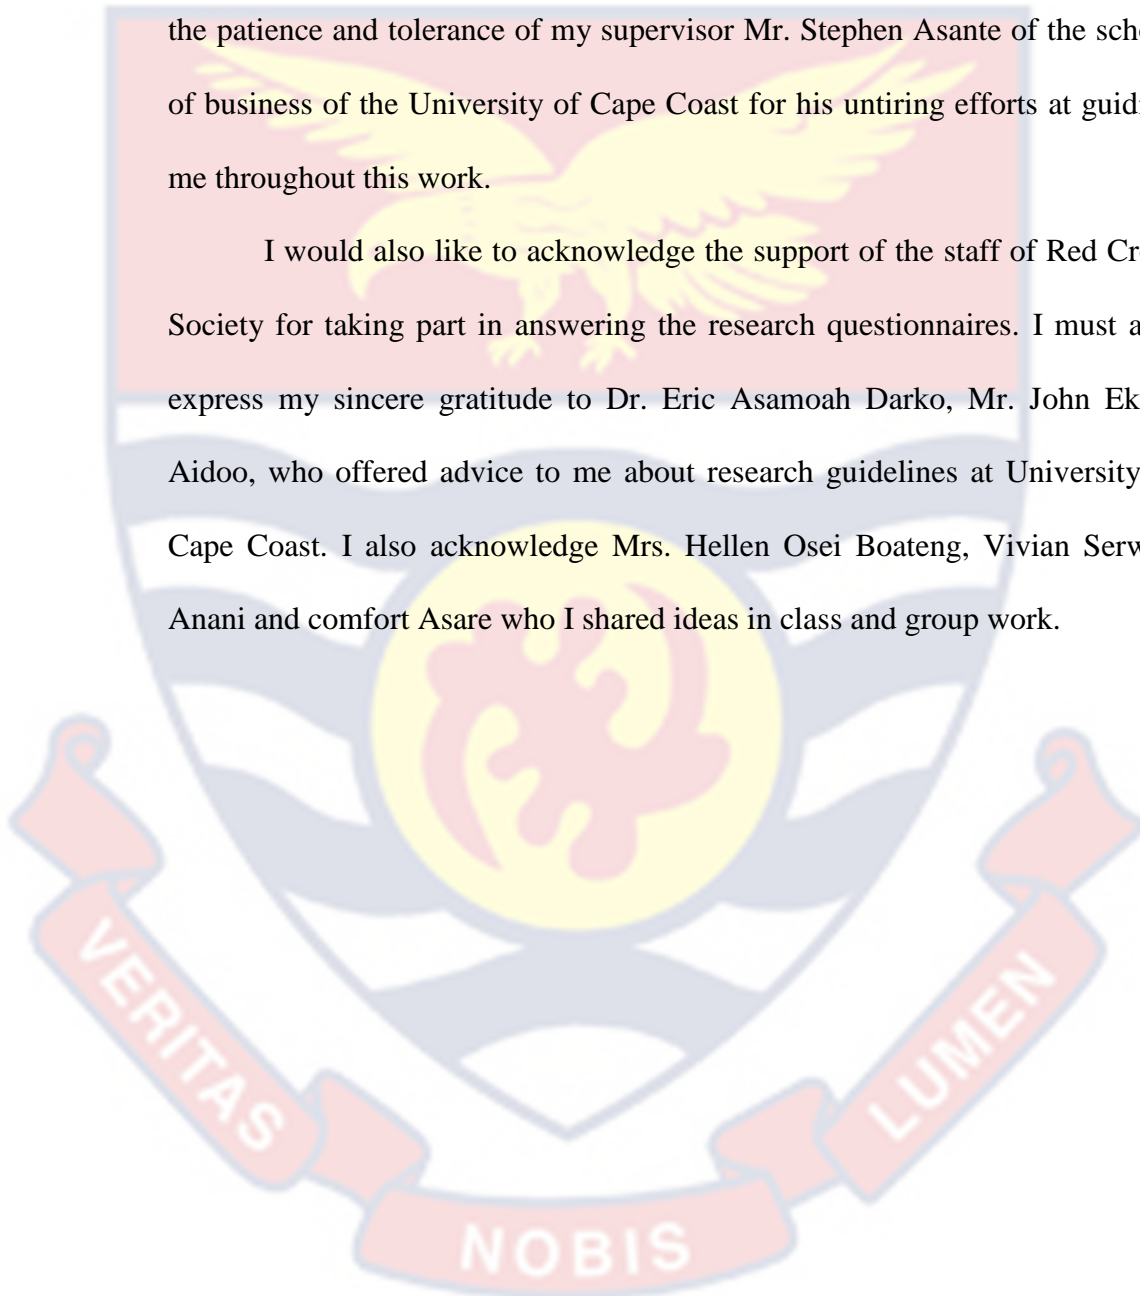 the patience and tolerance of my supervisor Mr. Stephen Asante of the
of business of the University of Cape Coast for his untiring efforts at
me throughout this work.
I would also like to acknowledge the support of the staff of Red
Society for taking part in answering the research questionnaires. I must
express my sincere gratitude to Dr. Eric Asamoah Darko, Mr. John
Aidoo, who offered advice to me about research guidelines at University
Cape Coast. I also acknowledge Mrs. Hellen Osei Boateng, Vivian
Anani and comfort Asare who I shared ideas in class and group work.
VERITAS
NOBIS
LUMEN